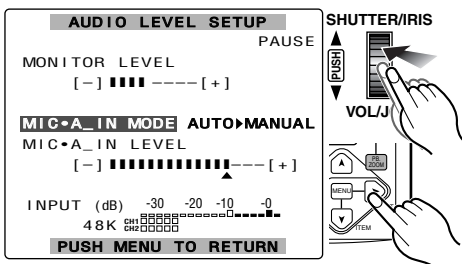 AUDIO LEVEL SETUP
PAUSE
MONITOR LEVEL
[–] ▮▮▮▮ ---- [+]
MIC•A_IN MODE AUTO▸MANUAL
MIC•A_IN LEVEL
[–] ▮▮▮▮▮▮▮▮▮▮▮▮▮ --- [+]
INPUT (dB) -30 -20 -10 -0
48K CH1
CH2
PUSH MENU TO RETURN
SHUTTER/IRIS
PUSH
VOL/J
PB.
ZOOM
MENU
ITEM